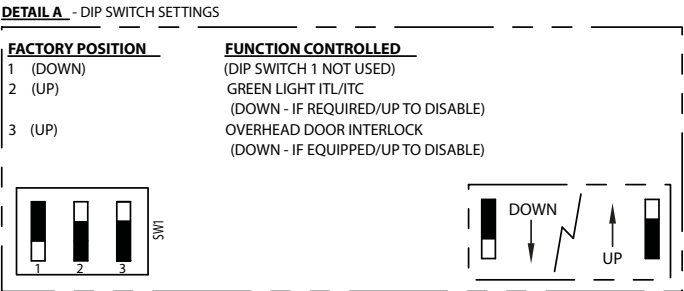 DETAIL A - DIP SWITCH SETTINGS
FACTORY POSITION FUNCTION CONTROLLED
1 (DOWN) (DIP SWITCH 1 NOT USED)
2 (UP) GREEN LIGHT ITL/ITC
(DOWN - IF REQUIRED/UP TO DISABLE)
3 (UP) OVERHEAD DOOR INTERLOCK
(DOWN - IF EQUIPPED/UP TO DISABLE)
1 2 3
SW1
DOWN
UP